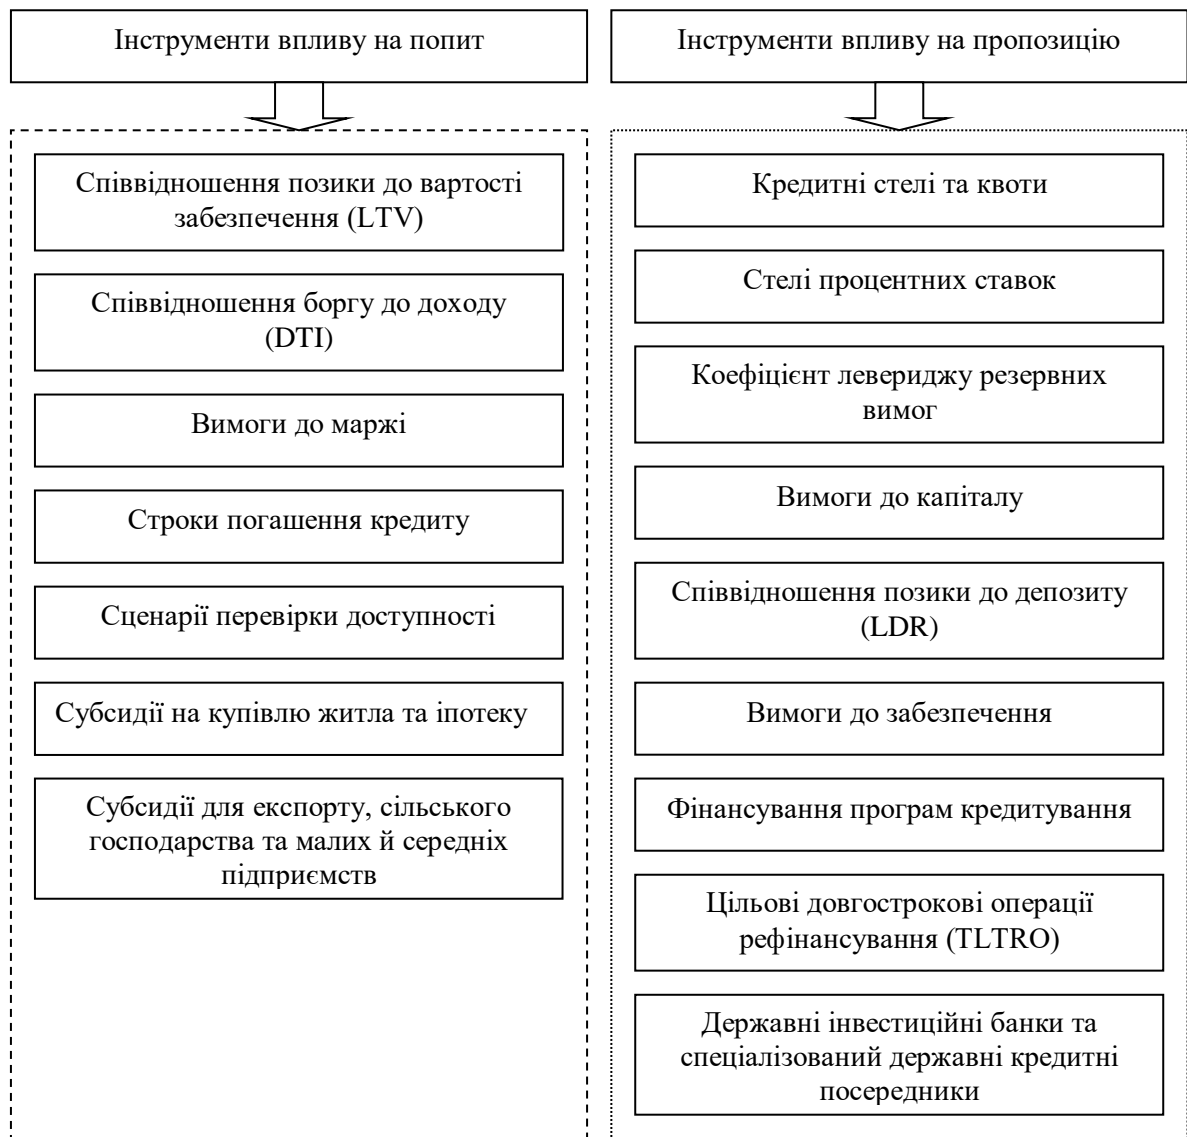 Інструменти впливу на попит
Співвідношення позики до вартості
забезпечення (LTV)
Співвідношення боргу до доходу
(DTI)
Вимоги до маржі
Строки погашення кредиту
Сценарії перевірки доступності
Субсидії на купівлю житла та іпотеку
Субсидії для експорту, сільського
господарства та малих й середніх
підприємств
Інструменти впливу на пропозицію
Кредитні стелі та квоти
Стелі процентних ставок
Коефіцієнт левериджу резервних
вимог
Вимоги до капіталу
Співвідношення позики до депозиту
(LDR)
Вимоги до забезпечення
Фінансування програм кредитування
Цільові довгострокові операції
рефінансування (TLTRO)
Державні інвестиційні банки та
спеціалізований державні кредитні
посередники